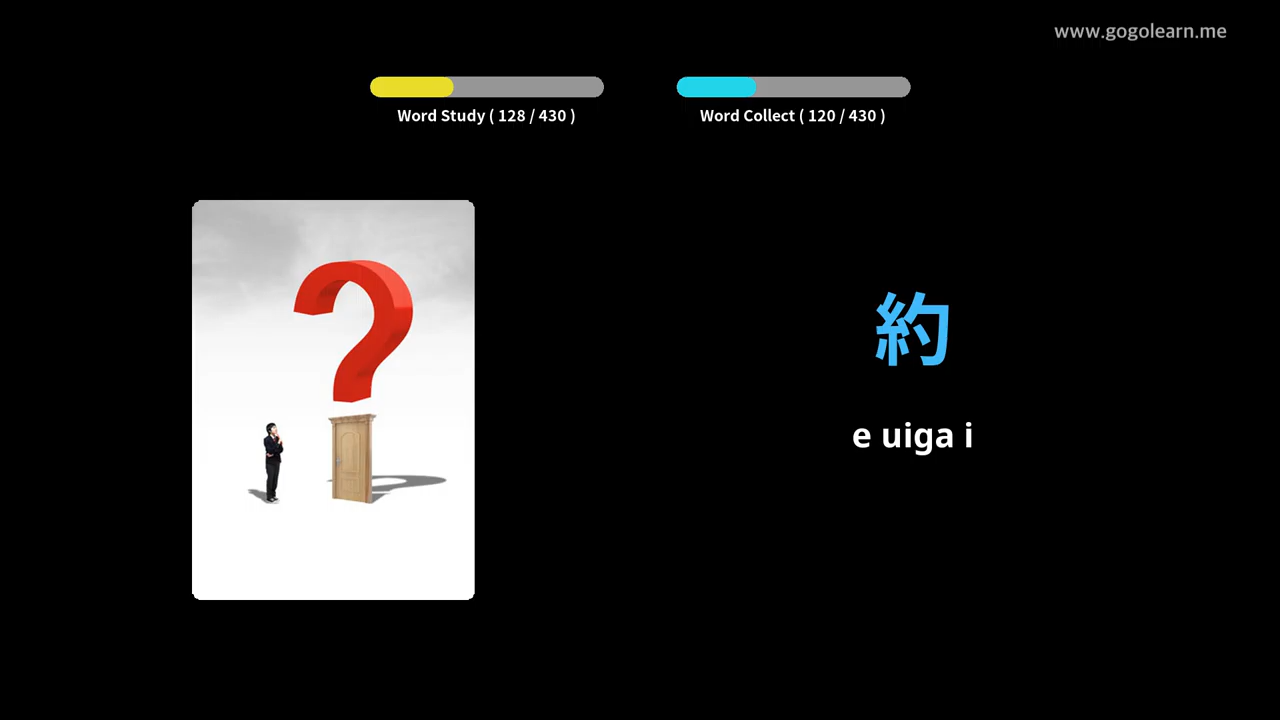 www.gogolearn.me
Word Study ( 128 / 430 )
Word Collect ( 120 / 430 )
約
e uiga i